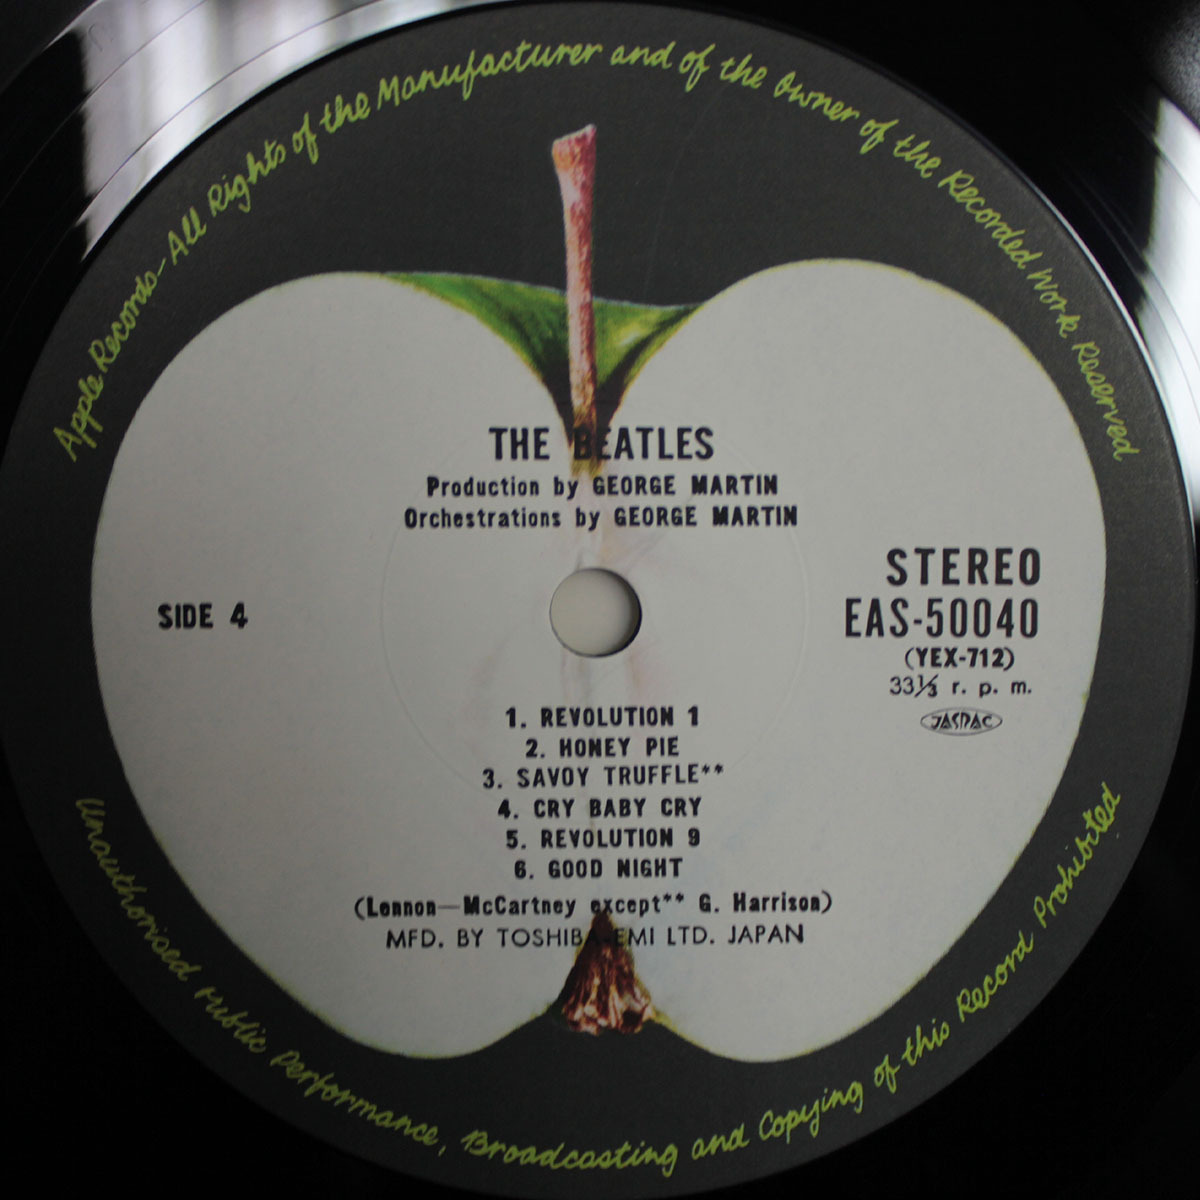 Apple Records-All Rights of the Manufacturer and of the Owner of the Recorded Work Reserved
THE BEATLES
Production by GEORGE MARTIN
Orchestrations by GEORGE MARTIN
STEREO
EAS-50040
(YEX-712)
33⅓ r. p. m.
JASRAC
SIDE 4
1. REVOLUTION 1
2. HONEY PIE
3. SAVOY TRUFFLE**
4. CRY BABY CRY
5. REVOLUTION 9
6. GOOD NIGHT
(Lennon—McCartney except** G. Harrison)
MFD. BY TOSHIBA-EMI LTD. JAPAN
Unauthorised Public Performance, Broadcasting and Copying of this Record Prohibited